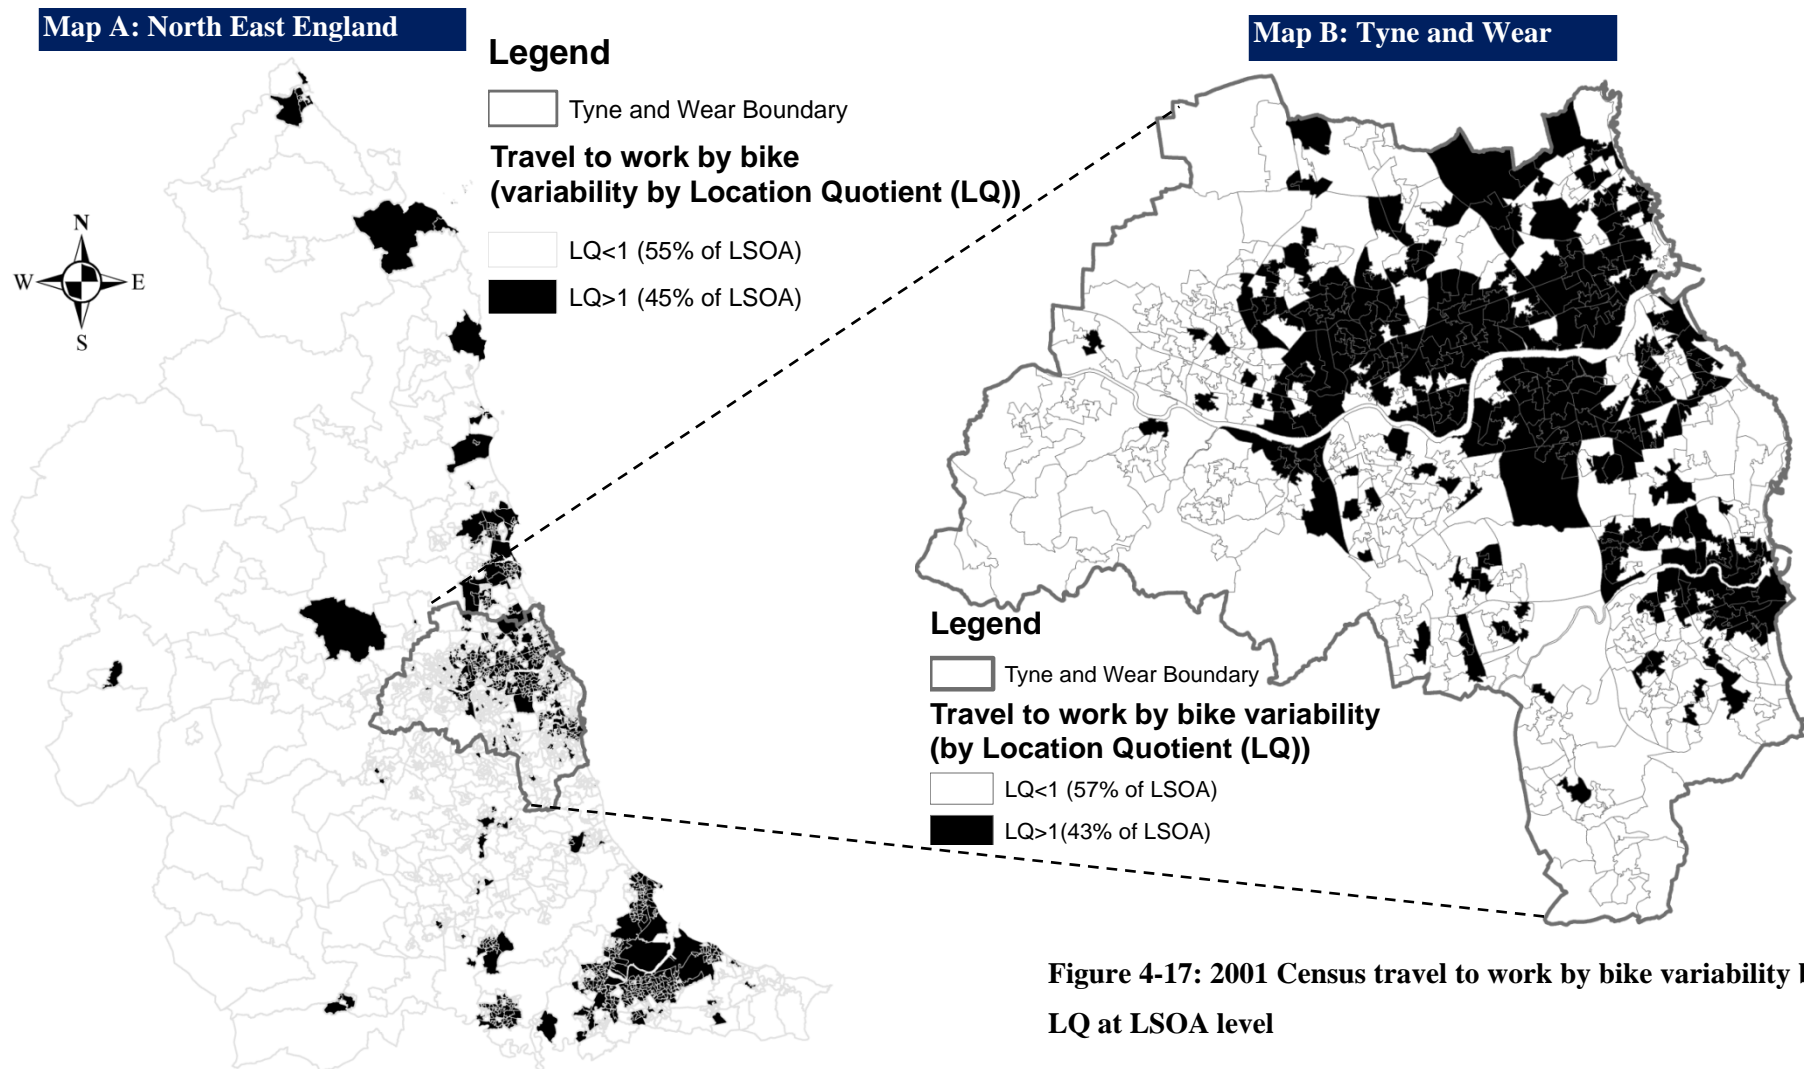 Map A: North East England
Legend
Tyne and Wear Boundary
Travel to work by bike
(variability by Location Quotient (LQ))
LQ<1 (55% of LSOA)
LQ>1 (45% of LSOA)
N
W
E
S
Map B: Tyne and Wear
Legend
Tyne and Wear Boundary
Travel to work by bike variability
(by Location Quotient (LQ))
LQ<1 (57% of LSOA)
LQ>1(43% of LSOA)
Figure 4-17: 2001 Census travel to work by bike variability
LQ at LSOA level